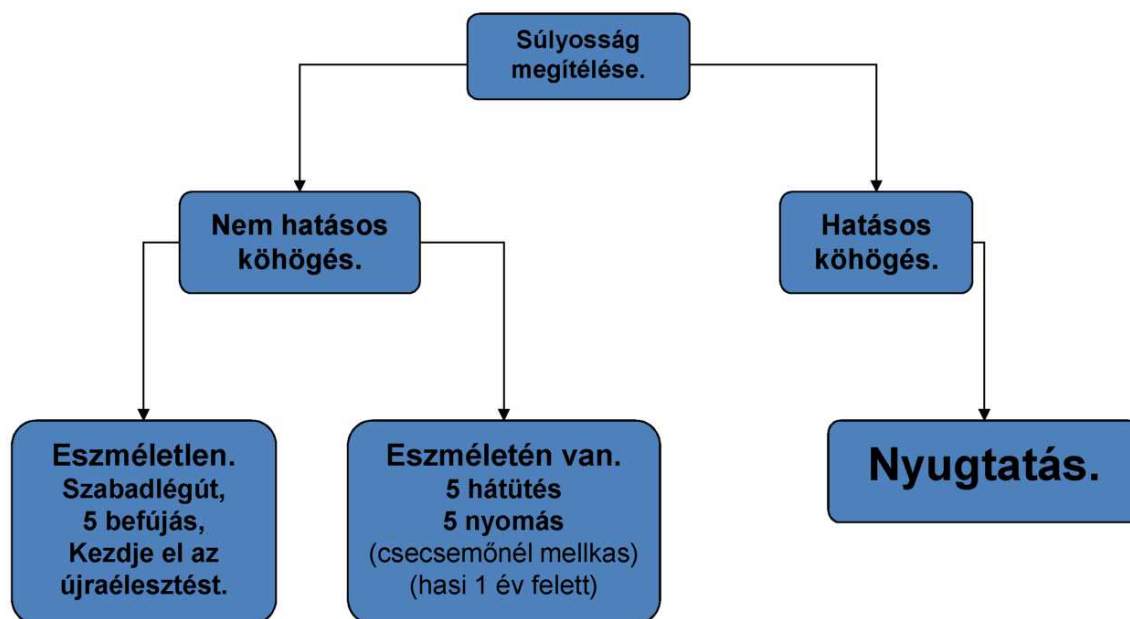 Súlyosság
megítélése.
Nem hatásos
köhögés.
Hatásos
köhögés.
Eszméletlen.
Szabadlégút,
5 befújás,
Kezdje el az
újraélesztést.
Eszméletén van.
5 hátütés
5 nyomás
(csecsemőnél mellkas)
(hasi 1 év felett)
Nyugtatás.